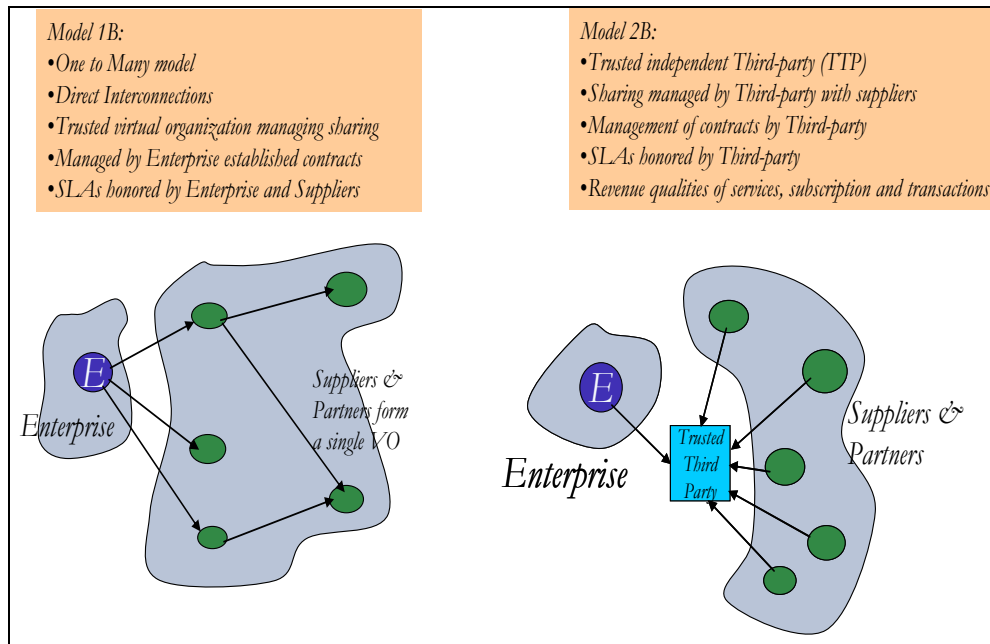 Model 1B:
•One to Many model
•Direct Interconnections
•Trusted virtual organization managing sharing
•Managed by Enterprise established contracts
•SLAs honored by Enterprise and Suppliers
Model 2B:
•Trusted independent Third-party (TTP)
•Sharing managed by Third-party with suppliers
•Management of contracts by Third-party
•SLAs honored by Third-party
•Revenue qualities of services, subscription and transactions
E
Enterprise
Suppliers &
Partners form
a single VO
E
Enterprise
Trusted
Third
Party
Suppliers &
Partners